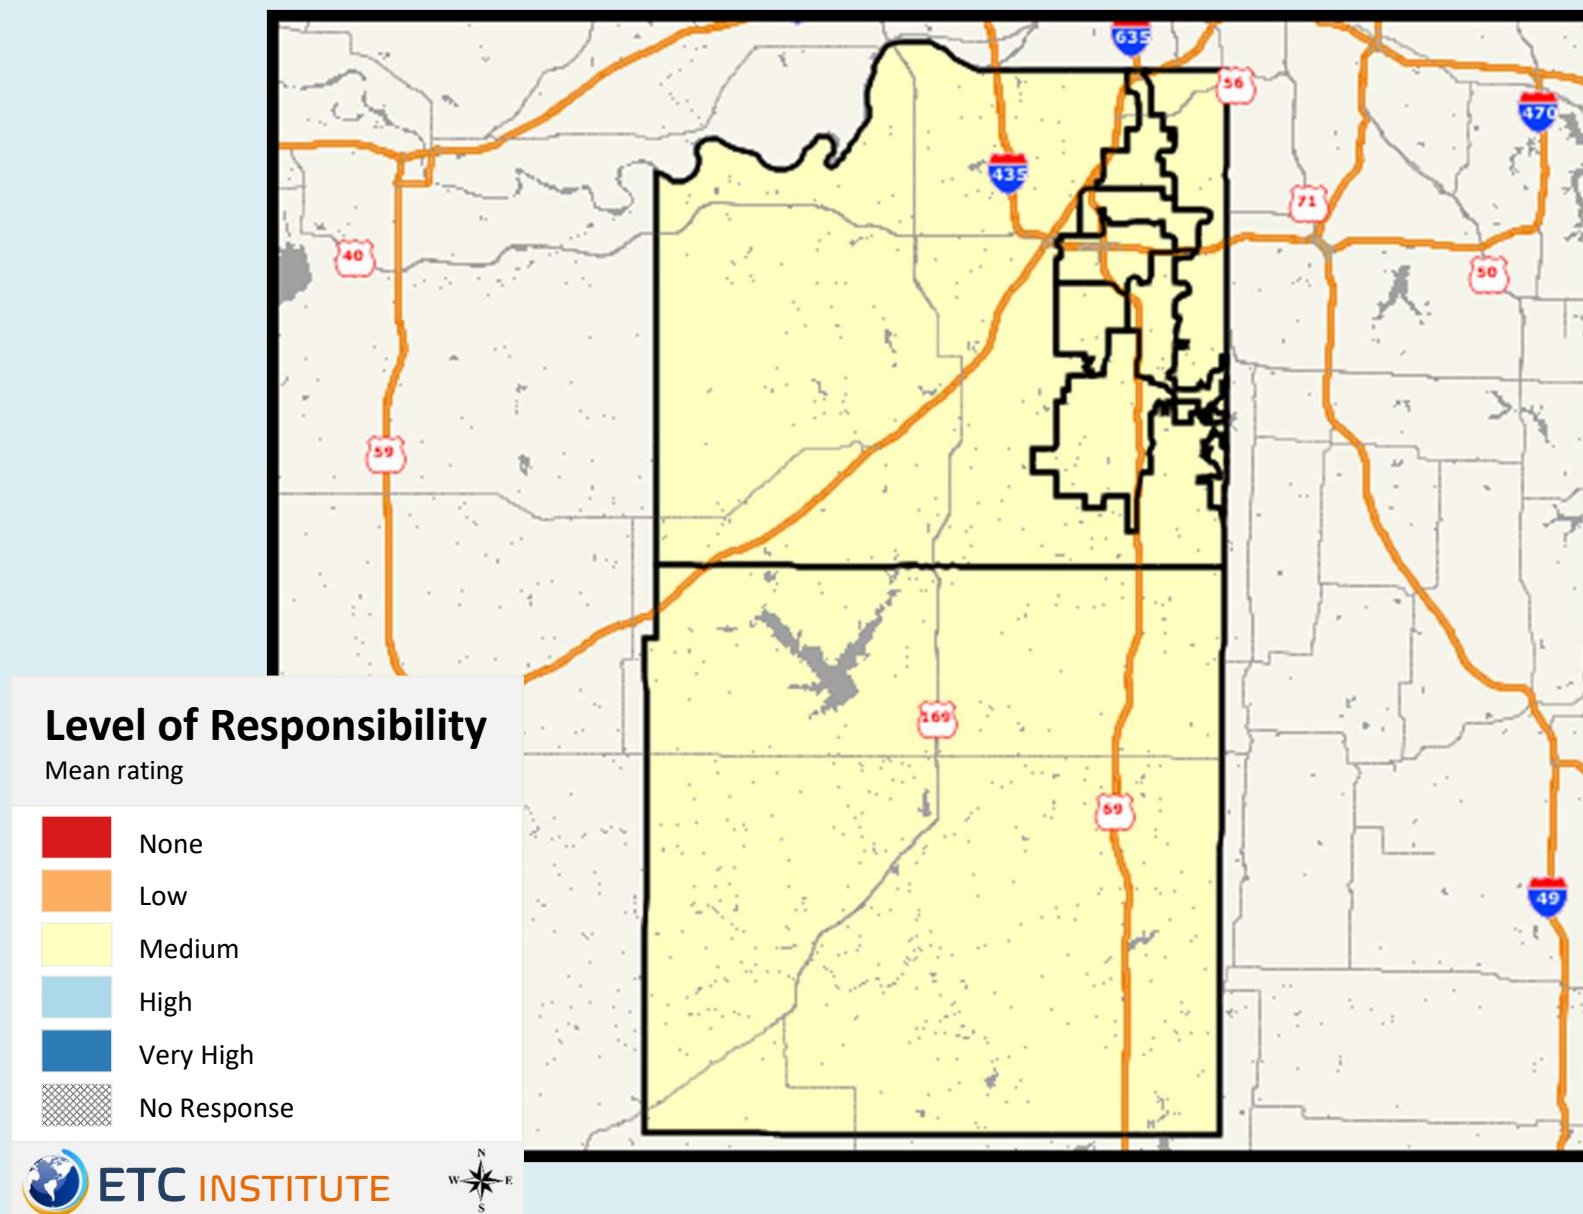 635
56
470
435
71
40
50
59
169
69
49
Level of Responsibility
Mean rating
None
Low
Medium
High
Very High
No Response
ETC INSTITUTE
N
W E
S